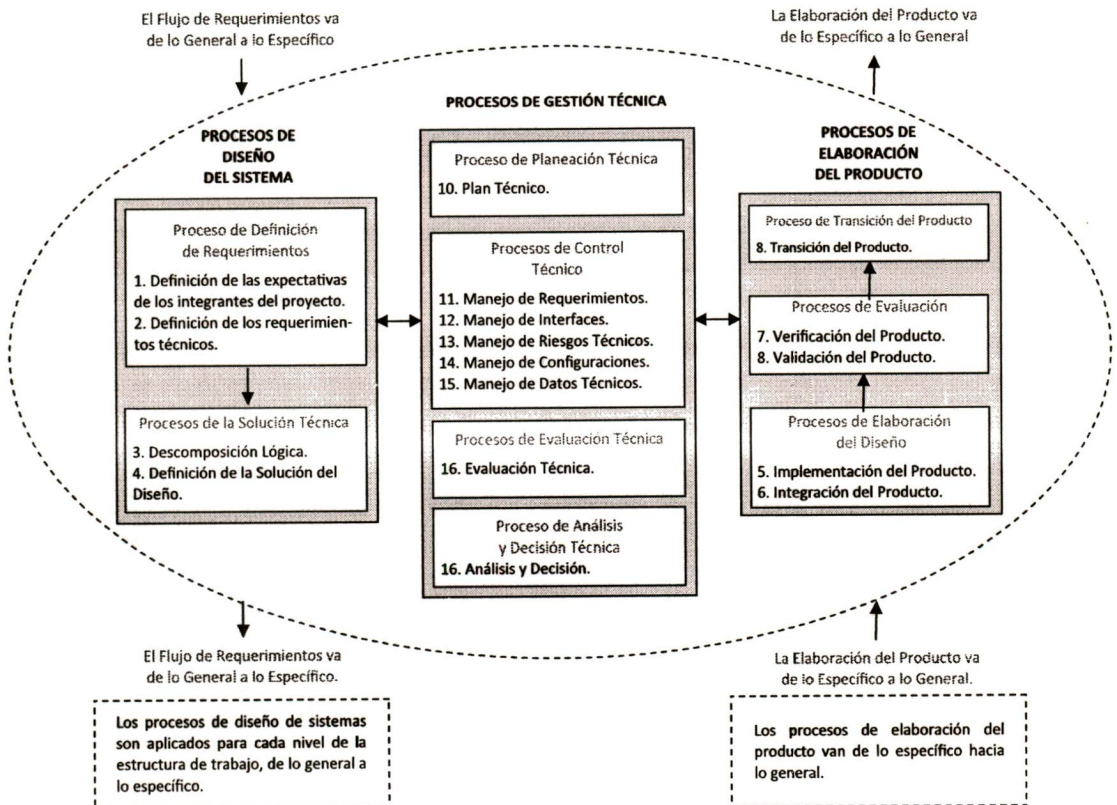 El Flujo de Requerimientos va
de lo General a lo Específico
La Elaboración del Producto va
de lo Específico a lo General
PROCESOS DE GESTIÓN TÉCNICA
PROCESOS DE
DISEÑO
DEL SISTEMA
PROCESOS DE
ELABORACIÓN
DEL PRODUCTO
Proceso de Definición
de Requerimientos
1. Definición de las expectativas
de los integrantes del proyecto.
2. Definición de los requerimien-
tos técnicos.
Procesos de la Solución Técnica
3. Descomposición Lógica.
4. Definición de la Solución del
Diseño.
Proceso de Planeación Técnica
10. Plan Técnico.
Procesos de Control
Técnico
11. Manejo de Requerimientos.
12. Manejo de Interfaces.
13. Manejo de Riesgos Técnicos.
14. Manejo de Configuraciones.
15. Manejo de Datos Técnicos.
Procesos de Evaluación Técnica
16. Evaluación Técnica.
Proceso de Análisis
y Decisión Técnica
16. Análisis y Decisión.
Proceso de Transición del Producto
8. Transición del Producto.
Procesos de Evaluación
7. Verificación del Producto.
8. Validación del Producto.
Procesos de Elaboración
del Diseño
5. Implementación del Producto.
6. Integración del Producto.
El Flujo de Requerimientos va
de lo General a lo Específico.
La Elaboración del Producto va
de lo Específico a lo General.
Los procesos de diseño de sistemas
son aplicados para cada nivel de la
estructura de trabajo, de lo general a
lo específico.
Los procesos de elaboración del
producto van de lo específico hacia
lo general.